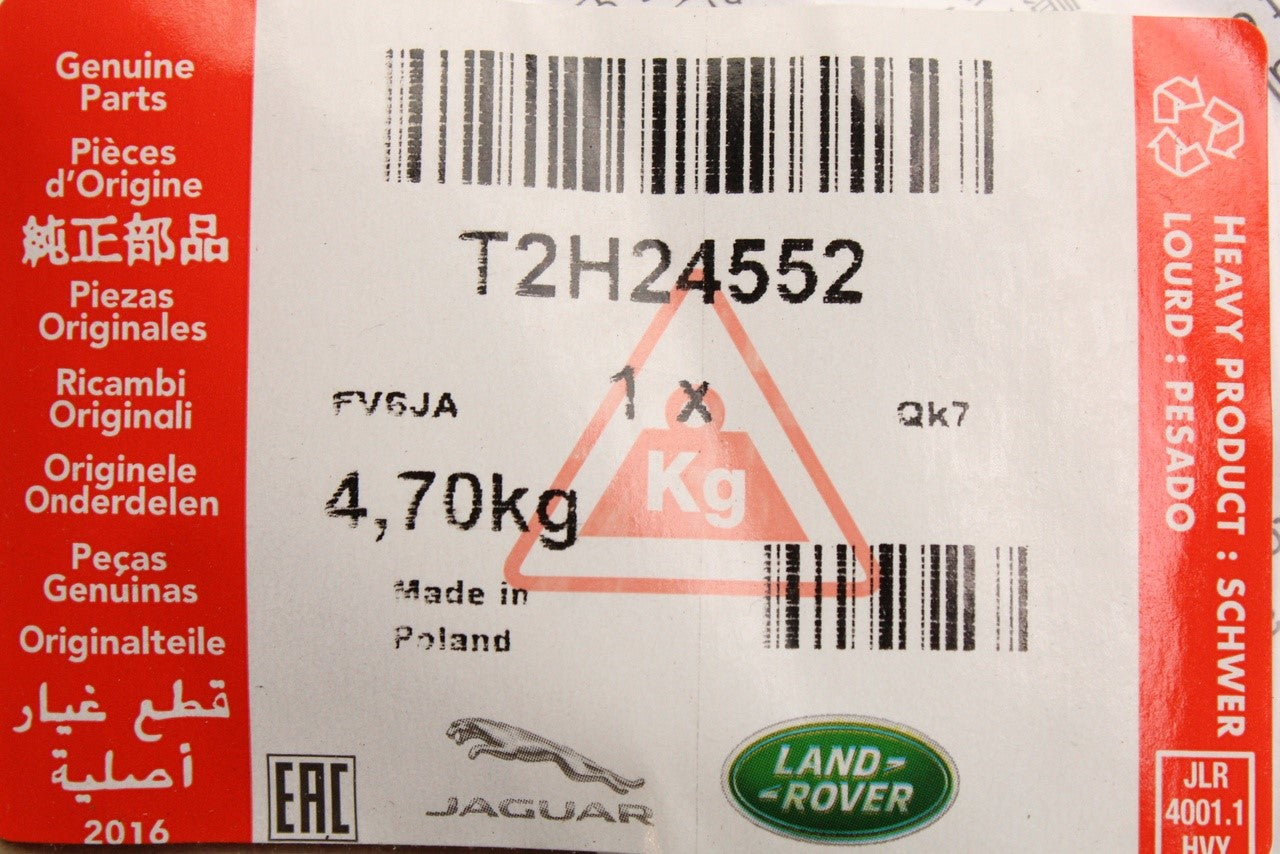 Genuine
Parts
Pièces
d'Origine
純正部品
Piezas
Originales
Ricambi
Originali
Originele
Onderdelen
Peças
Genuinas
Originalteile
قطع غيار
أصلية
2016
T2H24552
FV6JA
1 x
Qk7
Kg
4,70kg
Made in
Poland
EAC
JAGUAR
LAND-
-ROVER
HEAVY PRODUCT : SCHWER
LOURD : PESADO
JLR
4001.1
HVY